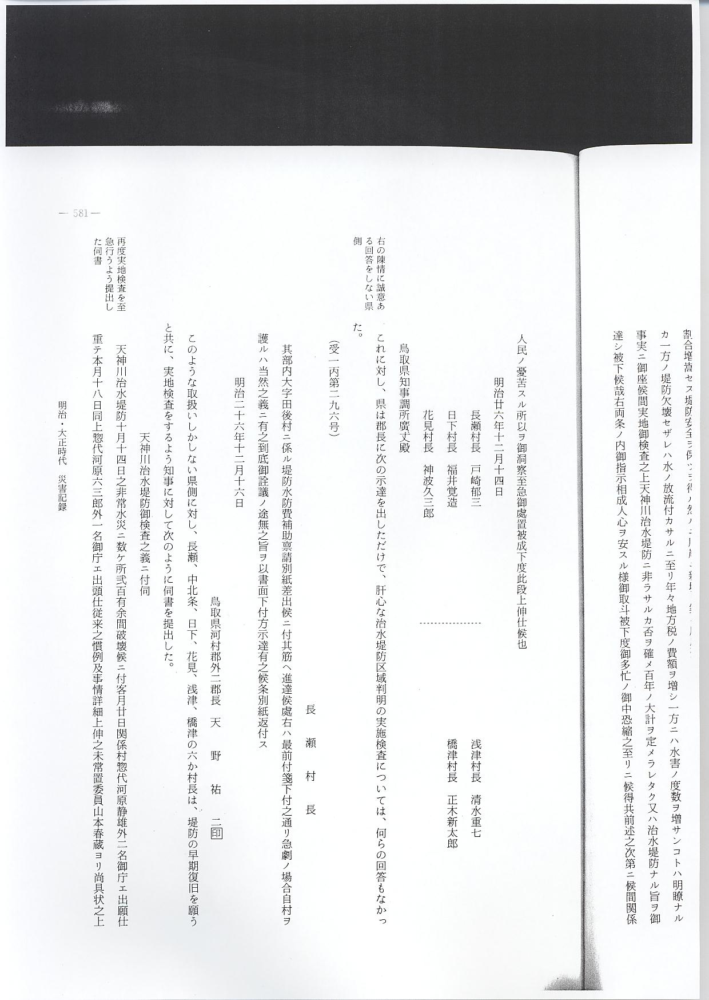 カ一方ノ堤防欠壊セザレハ水ノ放流付カサルニ至リ年々地方税ノ費額ヲ増シ一方ニハ水害ノ度数ヲ増サンコトハ明瞭ナル
事実ニ御座候間実地御検査之上天神川治水堤防ニ非ラサルカ否ヲ確メ百年ノ大計ヲ定メラレタク又ハ治水堤防ナル旨ヲ御
達シ被下候哉右両条ノ内御指示相成人心ヲ安スル様御取斗被下度御多忙ノ御中恐縮之至リニ候得共前述之次第ニ候間関係
人民ノ憂苦スル所以ヲ御洞察至急御處置被成下度此段上伸仕候也
明治廿六年十二月十四日
長瀬村長　戸崎郁三　浅津村長　清水重七
日下村長　福井覚造　橋津村長　正木新太郎
花見村長　神波久三郎
鳥取県知事調所廣丈殿
右の陳情に誠意あ
る回答をしない県
側
これに対し、県は郡長に次の示達を出しただけで、肝心な治水堤防区域判明の実施検査については、何らの回答もなかっ
た。
（受一丙第二九六号）
長瀬村長
其部内大字田後村ニ係ル堤防水防費補助禀請別紙差出候ニ付其筋ヘ進達候處右ハ最前付箋下付之通リ急劇ノ場合自村ヲ
護ルハ当然之義ニ有之到底御詮議ノ途無之旨ヲ以書面下付方示達有之候条別紙返付ス
明治二十六年十二月十六日
鳥取県河村郡外二郡長　天野祐二印
このような取扱いしかしない県側に対し、長瀬、中北条、日下、花見、浅津、橋津の六か村長は、堤防の早期復旧を願う
と共に、実地検査をするよう知事に対して次のように伺書を提出した。
天神川治水堤防御検査之義ニ付伺
再度実地検査を至
急行うよう提出し
た伺書
天神川治水堤防十月十四日之非常水災ニ数ケ所弐百有余間破壊候ニ付客月廿日関係村惣代河原静雄外二名御庁ェ出願仕
重テ本月十八日同上惣代河原六三郎外一名御庁ェ出頭仕従来之慣例及事情詳細上伸之未常置委員山本春蔵ヨリ尚具状之上
明治・大正時代　災害記録
— 581 —